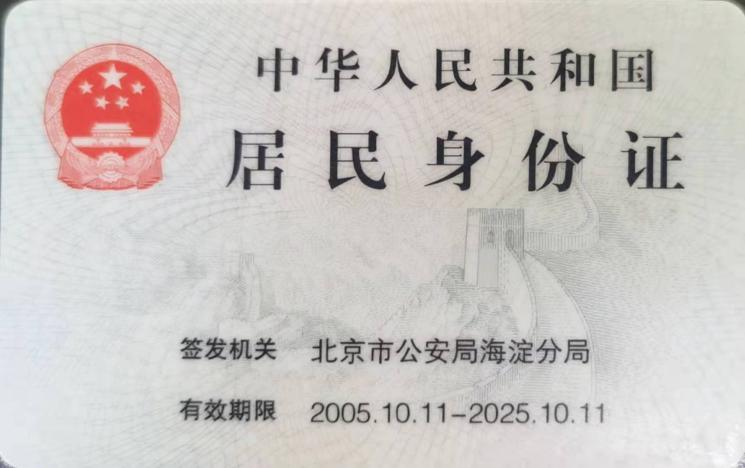 中华人民共和国
居民身份证
签发机关 北京市公安局海淀分局
有效期限 2005.10.11-2025.10.11